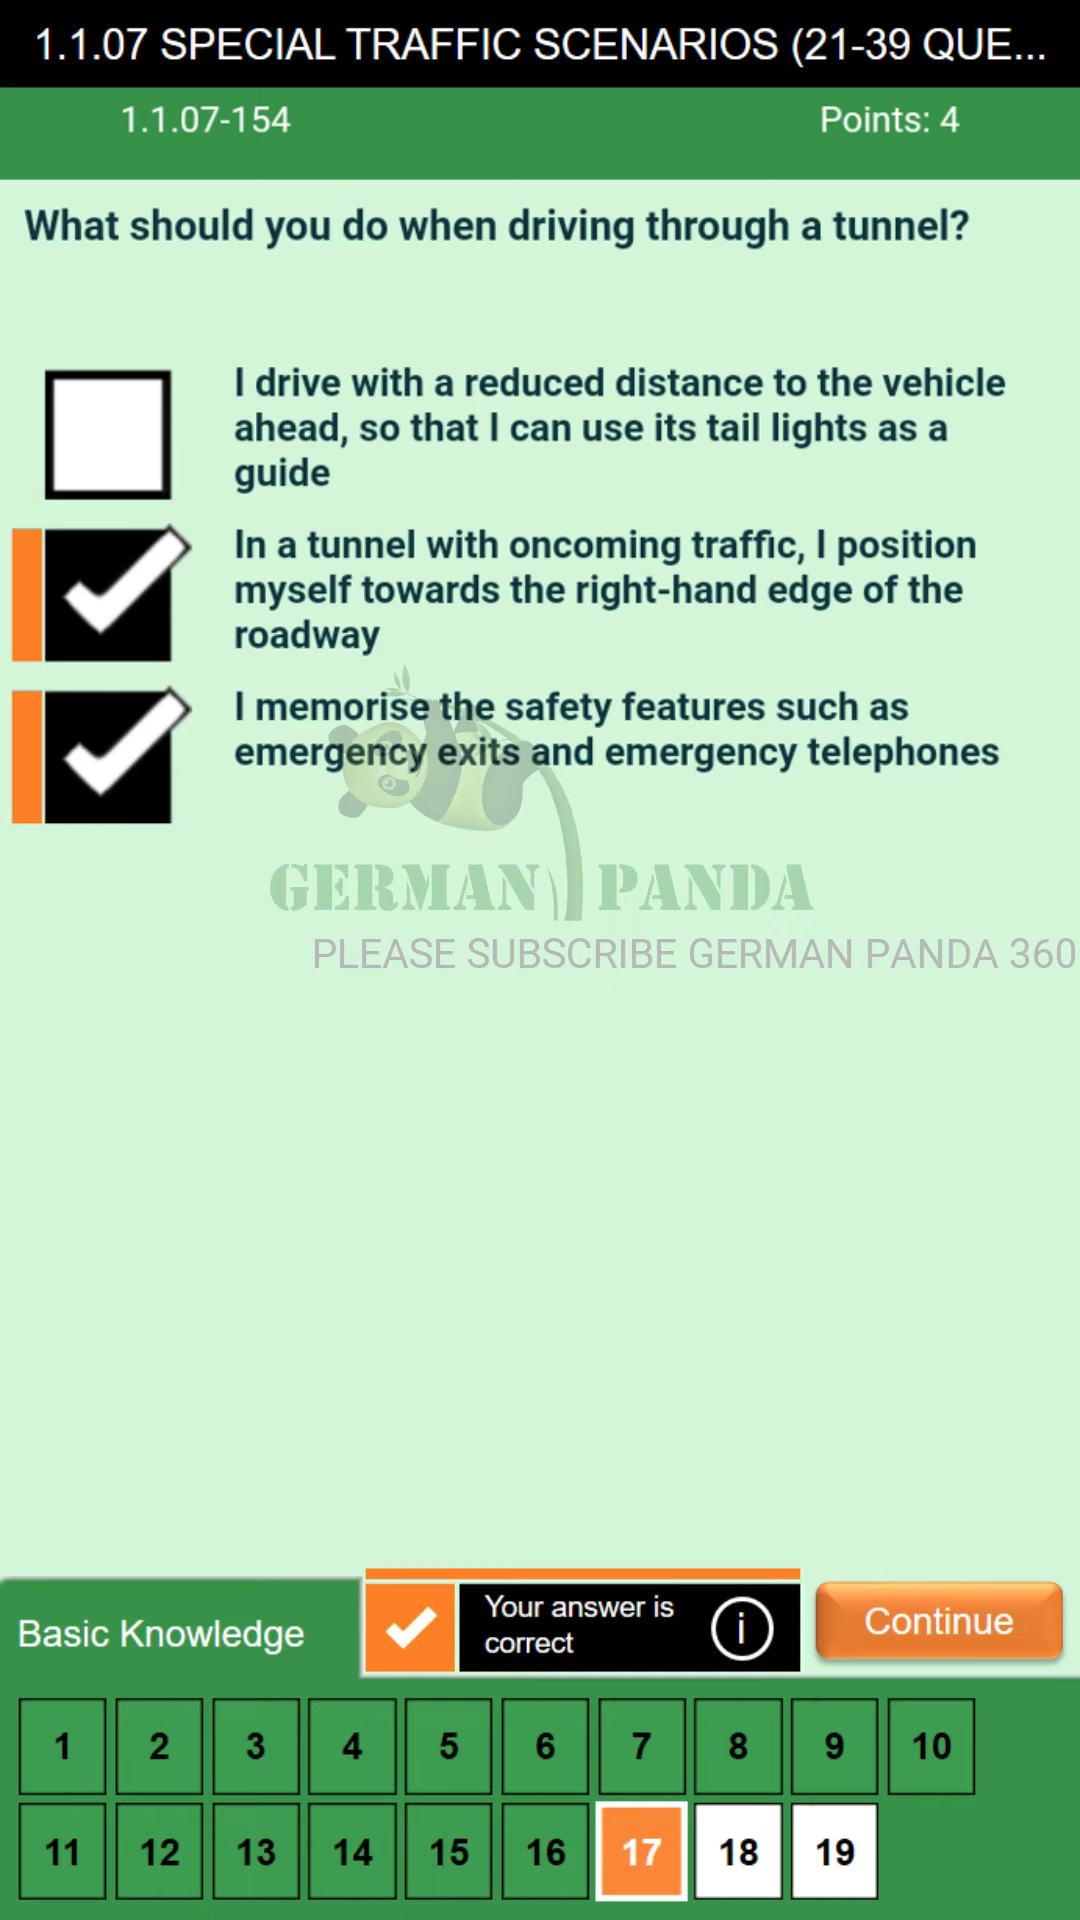 1.1.07 SPECIAL TRAFFIC SCENARIOS (21-39 QUE...
1.1.07-154
Points: 4
What should you do when driving through a tunnel?
I drive with a reduced distance to the vehicle
ahead, so that I can use its tail lights as a
guide
In a tunnel with oncoming traffic, I position
myself towards the right-hand edge of the
roadway
I memorise the safety features such as
emergency exits and emergency telephones
GERMAN PANDA
PLEASE SUBSCRIBE GERMAN PANDA 360
Basic Knowledge
Your answer is
correct
i
Continue
1 2 3 4 5 6 7 8 9 10
11 12 13 14 15 16 17 18 19